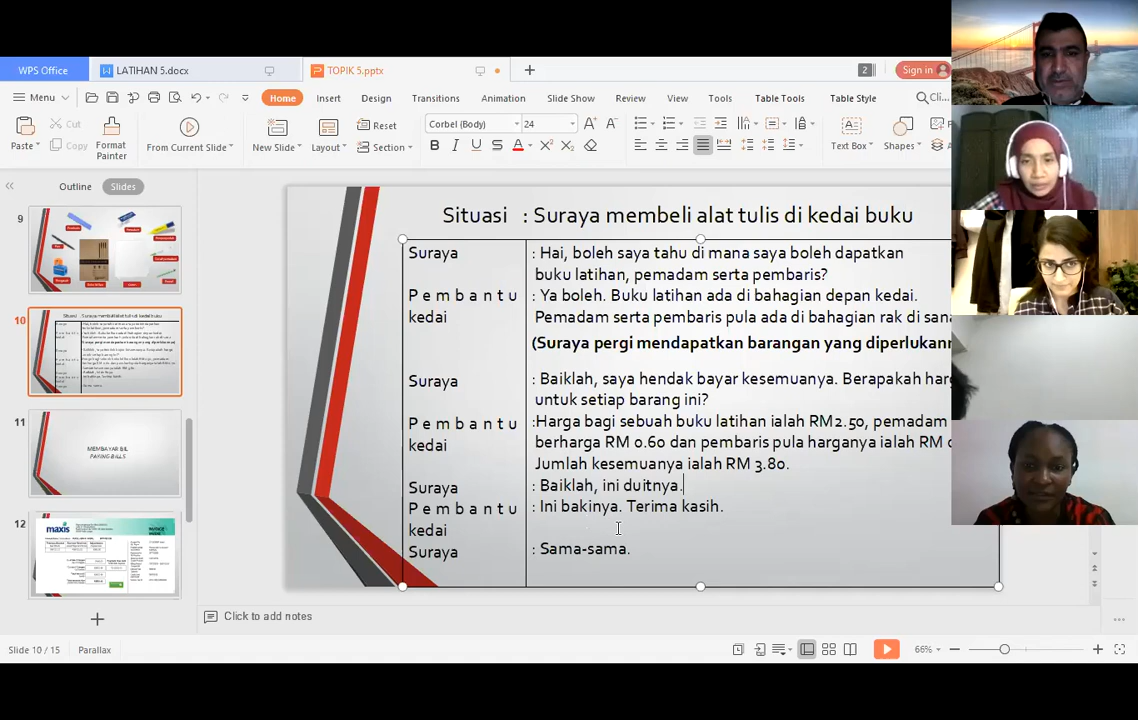 WPS Office
LATIHAN 5.docx
TOPIK 5.pptx
2
Sign in
Menu
Home
Insert
Design
Transitions
Animation
Slide Show
Review
View
Tools
Table Tools
Table Style
Cli...
Paste
Cut
Copy
Format Painter
From Current Slide
New Slide
Layout
Reset
Section
Corbel (Body)
24
Text Box
Shapes
Outline
Slides
9
10
11
MEMBAYAR BIL
PAYING BILLS
12
maxis
Situasi : Suraya membeli alat tulis di kedai buku
Suraya : Hai, boleh saya tahu di mana saya boleh dapatkan
buku latihan, pemadam serta pembaris?
Pembantu : Ya boleh. Buku latihan ada di bahagian depan kedai.
kedai Pemadam serta pembaris pula ada di bahagian rak di
(Suraya pergi mendapatkan barangan yang
Suraya : Baiklah, saya hendak bayar kesemuanya. Berapakah
untuk setiap barang ini?
Pembantu :Harga bagi sebuah buku latihan ialah RM2.50, pemadam
kedai berharga RM 0.60 dan pembaris pula harganya ialah RM
Jumlah kesemuanya ialah RM 3.80.
Suraya : Baiklah, ini duitnya.
Pembantu : Ini bakinya. Terima kasih.
kedai
Suraya : Sama-sama.
Click to add notes
Slide 10 / 15
Parallax
66%